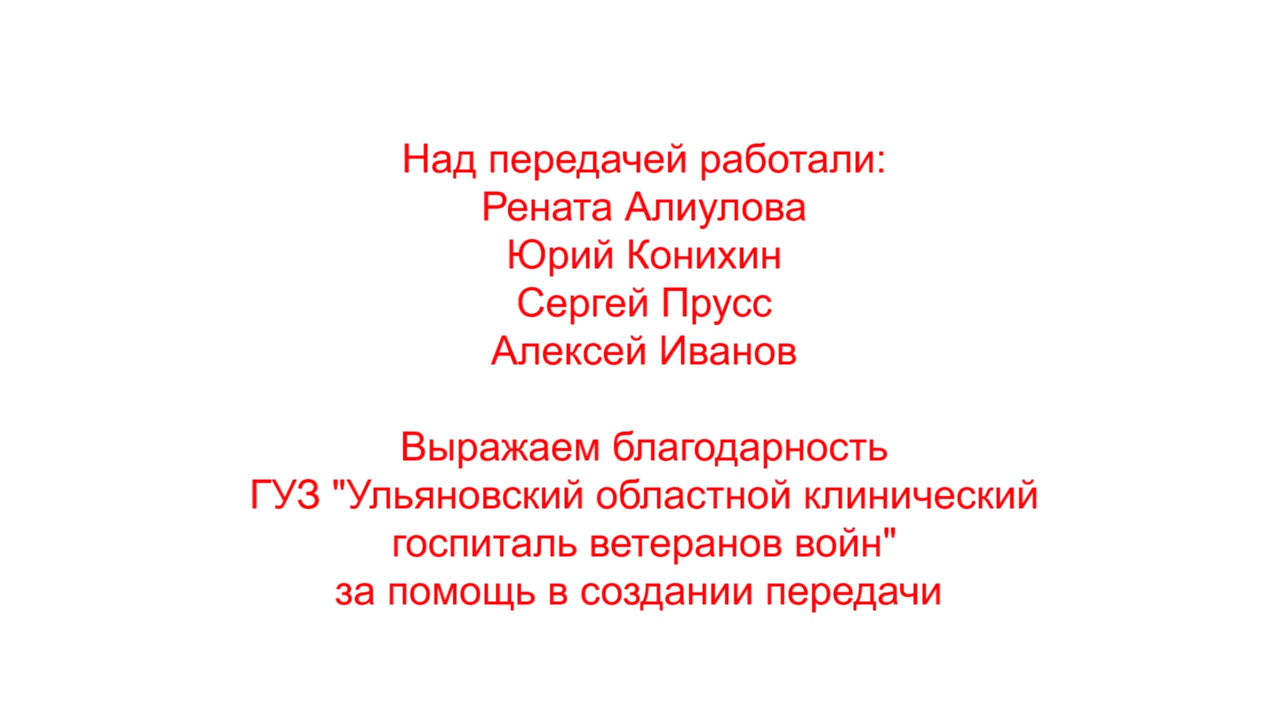 Над передачей работали:
Рената Алиулова
Юрий Конихин
Сергей Прусс
Алексей Иванов
Выражаем благодарность
ГУЗ "Ульяновский областной клинический
госпиталь ветеранов войн"
за помощь в создании передачи